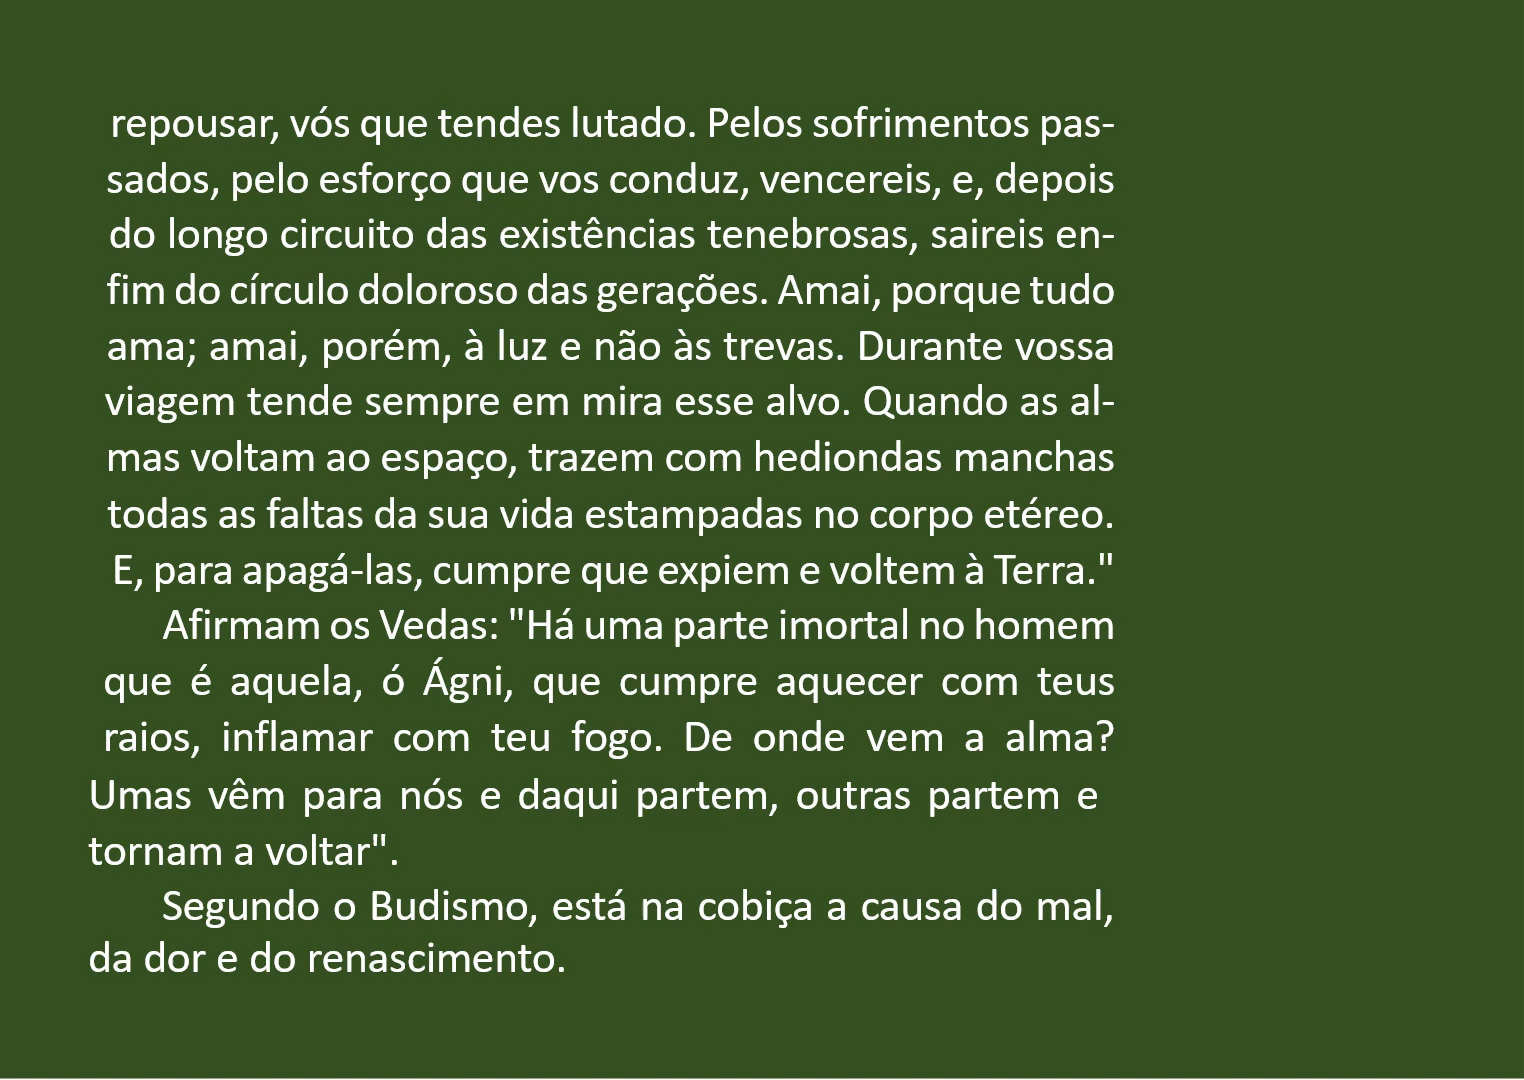 repousar, vós que tendes lutado. Pelos sofrimentos pas-
sados, pelo esforço que vos conduz, vencereis, e, depois
do longo circuito das existências tenebrosas, saireis en-
fim do círculo doloroso das gerações. Amai, porque tudo
ama; amai, porém, à luz e não às trevas. Durante vossa
viagem tende sempre em mira esse alvo. Quando as al-
mas voltam ao espaço, trazem com hediondas manchas
todas as faltas da sua vida estampadas no corpo etéreo.
E, para apagá-las, cumpre que expiem e voltem à Terra."
Afirmam os Vedas: "Há uma parte imortal no homem
que é aquela, ó Ágni, que cumpre aquecer com teus
raios, inflamar com teu fogo. De onde vem a alma?
Umas vêm para nós e daqui partem, outras partem e
tornam a voltar".
Segundo o Budismo, está na cobiça a causa do mal,
da dor e do renascimento.